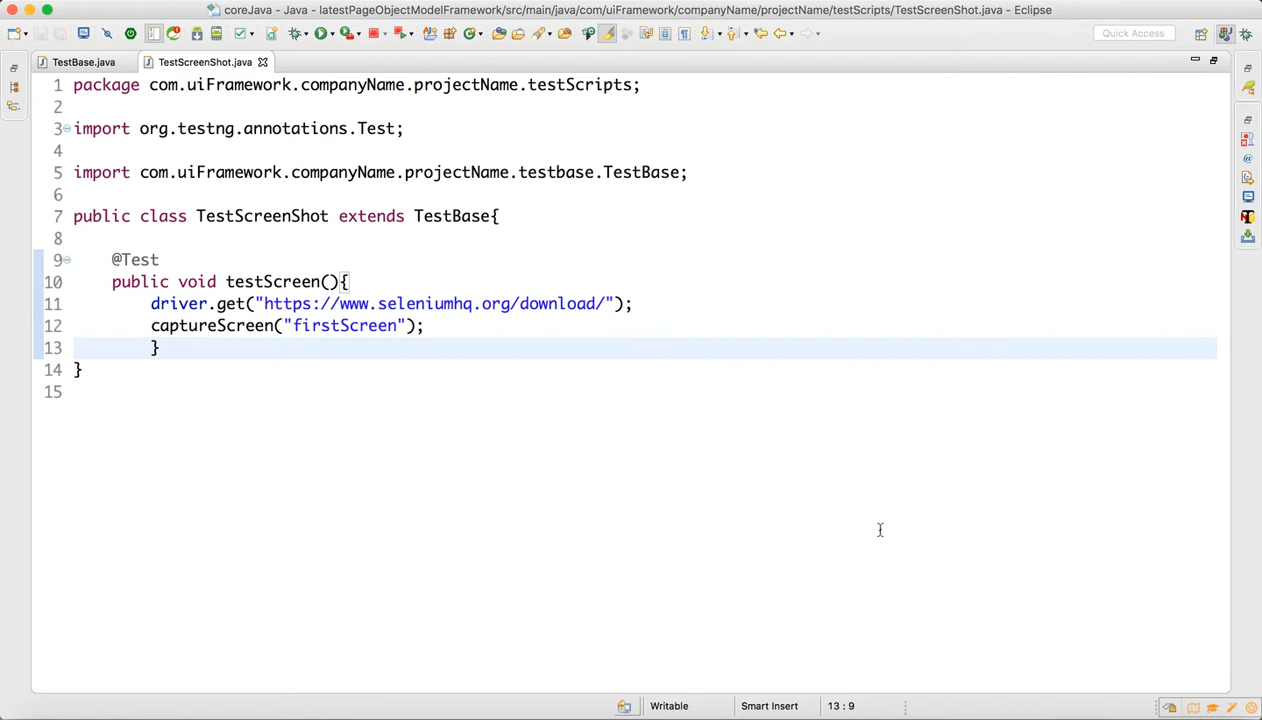 coreJava - Java - latestPageObjectModelFramework/src/main/java/com/uiFramework/companyName/projectName/testScripts/TestScreenShot.java - Eclipse
Quick Access
TestBase.java
TestScreenShot.java
1 package com.uiFramework.companyName.projectName.testScripts;
2
3 import org.testng.annotations.Test;
4
5 import com.uiFramework.companyName.projectName.testbase.TestBase;
6
7 public class TestScreenShot extends TestBase{
8
9 @Test
10 public void testScreen(){
11 driver.get("https://www.seleniumhq.org/download/");
12 captureScreen("firstScreen");
13 }
14 }
15
Writable Smart Insert 13 : 9